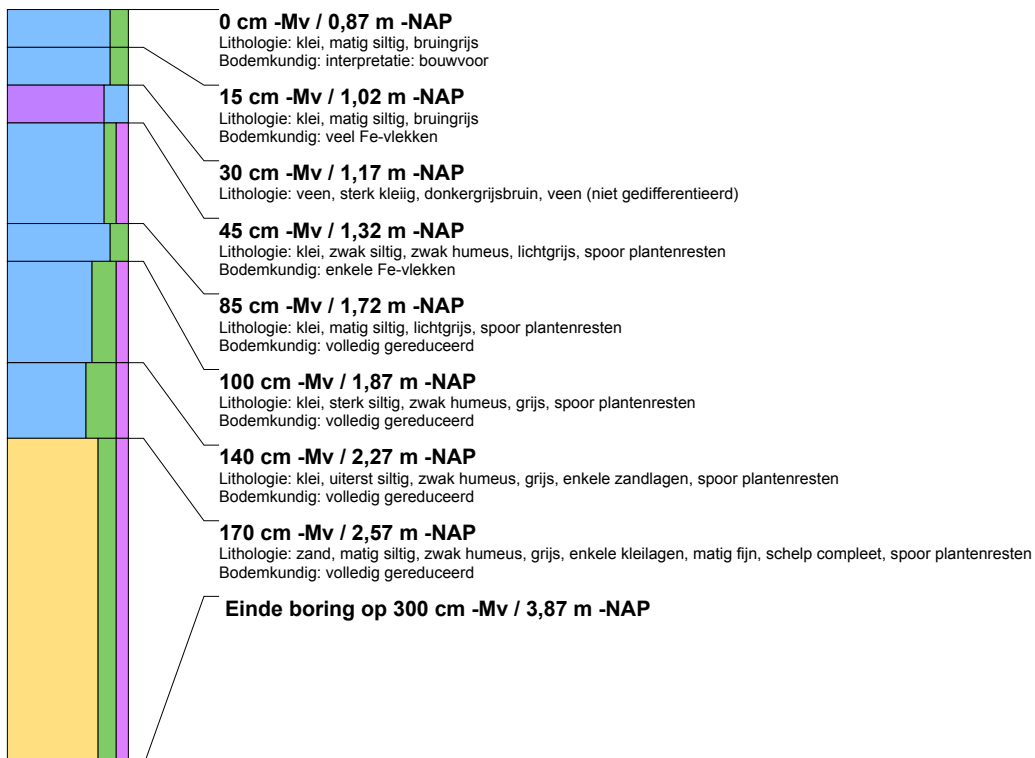 0 cm -Mv / 0,87 m -NAP
Lithologie: klei, matig siltig, bruingrijs
Bodemkundig: interpretatie: bouwvoor
15 cm -Mv / 1,02 m -NAP
Lithologie: klei, matig siltig, bruingrijs
Bodemkundig: veel Fe-vlekken
30 cm -Mv / 1,17 m -NAP
Lithologie: veen, sterk kleiig, donkergrijsbruin, veen (niet gedifferentieerd)
45 cm -Mv / 1,32 m -NAP
Lithologie: klei, zwak siltig, zwak humeus, lichtgrijs, spoor plantenresten
Bodemkundig: enkele Fe-vlekken
85 cm -Mv / 1,72 m -NAP
Lithologie: klei, matig siltig, lichtgrijs, spoor plantenresten
Bodemkundig: volledig gereduceerd
100 cm -Mv / 1,87 m -NAP
Lithologie: klei, sterk siltig, zwak humeus, grijs, spoor plantenresten
Bodemkundig: volledig gereduceerd
140 cm -Mv / 2,27 m -NAP
Lithologie: klei, uiterst siltig, zwak humeus, grijs, enkele zandlagen, spoor plantenresten
Bodemkundig: volledig gereduceerd
170 cm -Mv / 2,57 m -NAP
Lithologie: zand, matig siltig, zwak humeus, grijs, enkele kleilagen, matig fijn, schelp compleet, spoor plantenresten
Bodemkundig: volledig gereduceerd
Einde boring op 300 cm -Mv / 3,87 m -NAP